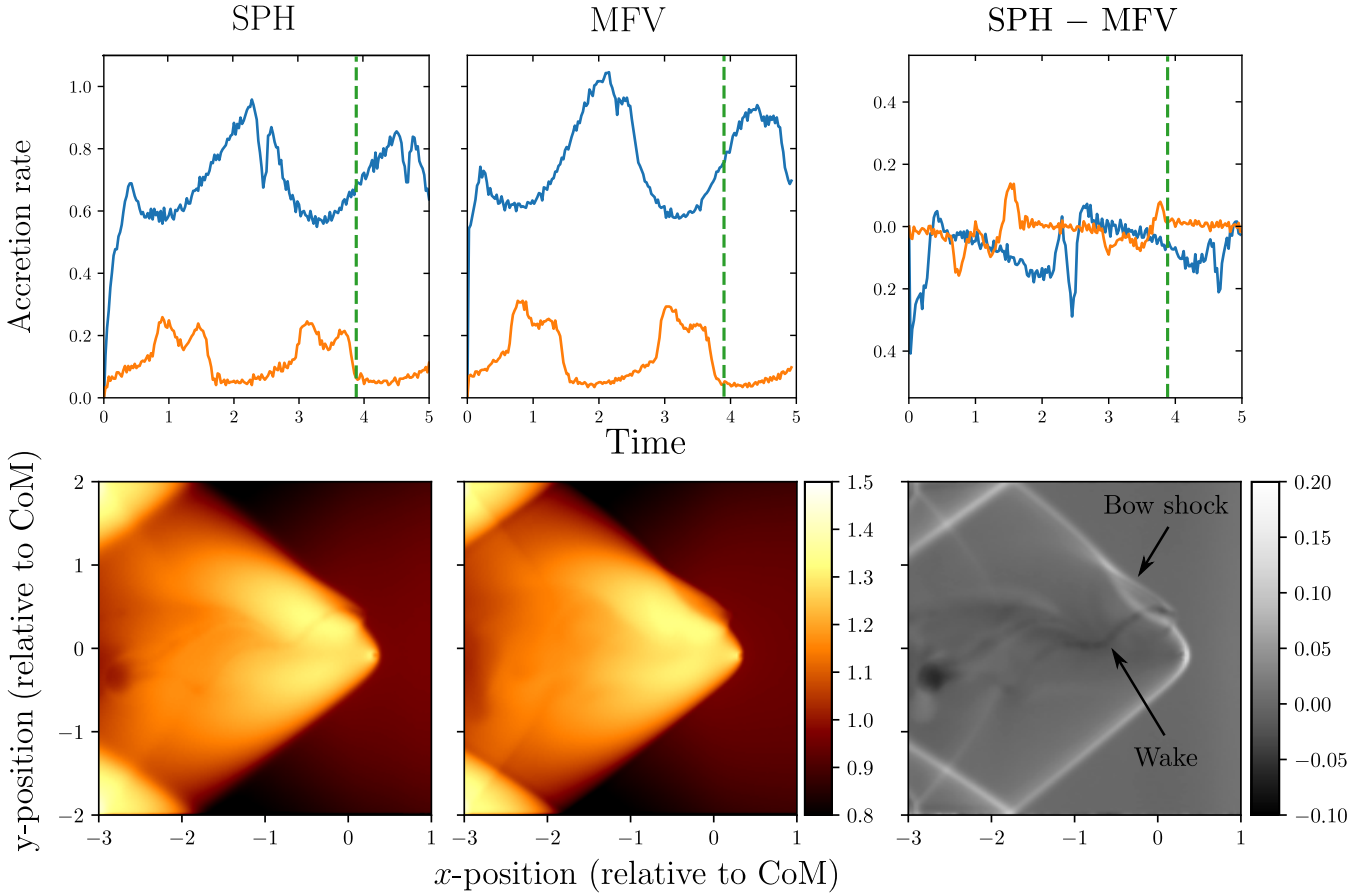 SPH
MFV
SPH − MFV
Accretion rate
1.0
0.8
0.6
0.4
0.2
0.0
0 1 2 3 4 5
0 1 2 3 4 5
0.4
0.2
0.0
0.2
0.4
0 1 2 3 4 5
Time
y-position (relative to CoM)
2
1
0
−1
−2
−3 −2 −1 0 1
−3 −2 −1 0 1
1.5
1.4
1.3
1.2
1.1
1.0
0.9
0.8
Bow shock
Wake
−3 −2 −1 0 1
0.20
0.15
0.10
0.05
0.00
−0.05
−0.10
x-position (relative to CoM)